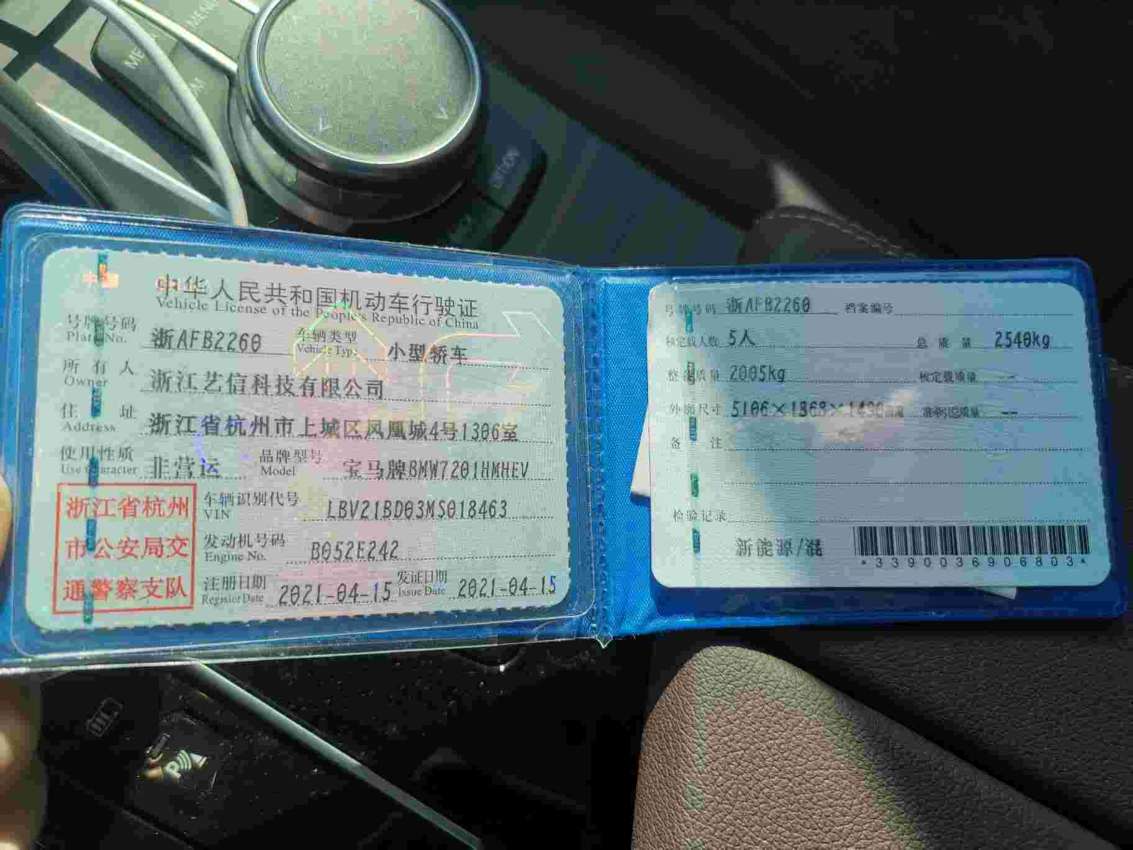 MENU
OPTION
中国
中华人民共和国机动车行驶证
Vehicle License of the People's Republic of China
号牌号码 浙AFB2260 车辆类型 小型轿车
Plate No. Vehicle Type
所有人 浙江艺信科技有限公司
Owner
住址 浙江省杭州市上城区凤凰城4号1306室
Address
使用性质 非营运 品牌型号 宝马牌BMW7201HMHEV
Use Character Model
浙江省杭州
市公安局交
通警察支队
车辆识别代号 LBV21BD03MS018463
VIN
发动机号码 B052E242
Engine No.
注册日期 2021-04-15 发证日期 2021-04-15
Register Date Issue Date
号牌号码 浙AFB2260 档案编号
核定载人数 5人 总质量 2540kg
整备质量 2005kg 核定载质量 --
外廓尺寸 5106× --
备注
检验记录
新能源/混
*3390036906803*
P